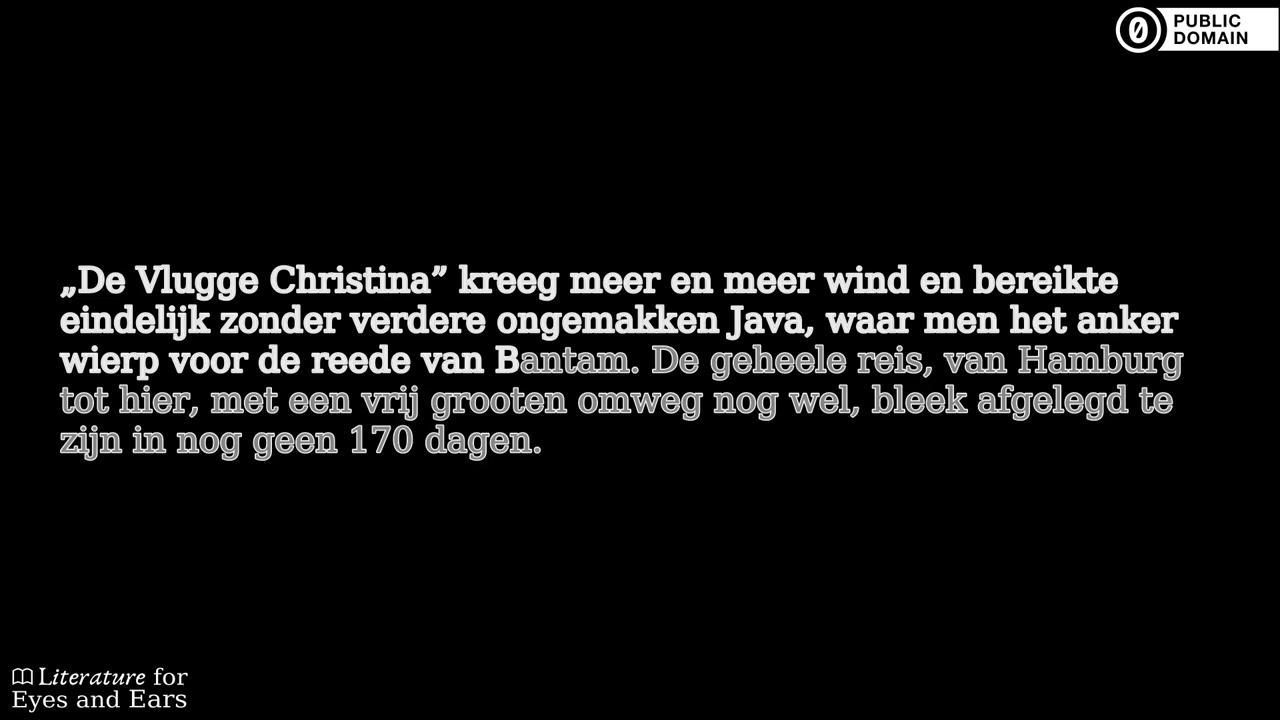 PUBLIC
DOMAIN
„De Vlugge Christina” kreeg meer en meer wind en bereikte
eindelijk zonder verdere ongemakken Java, waar men het anker
wierp voor de reede van Bantam. De geheele reis, van Hamburg
tot hier, met een vrij grooten omweg nog wel, bleek afgelegd te
zijn in nog geen 170 dagen.
Literature for
Eyes and Ears